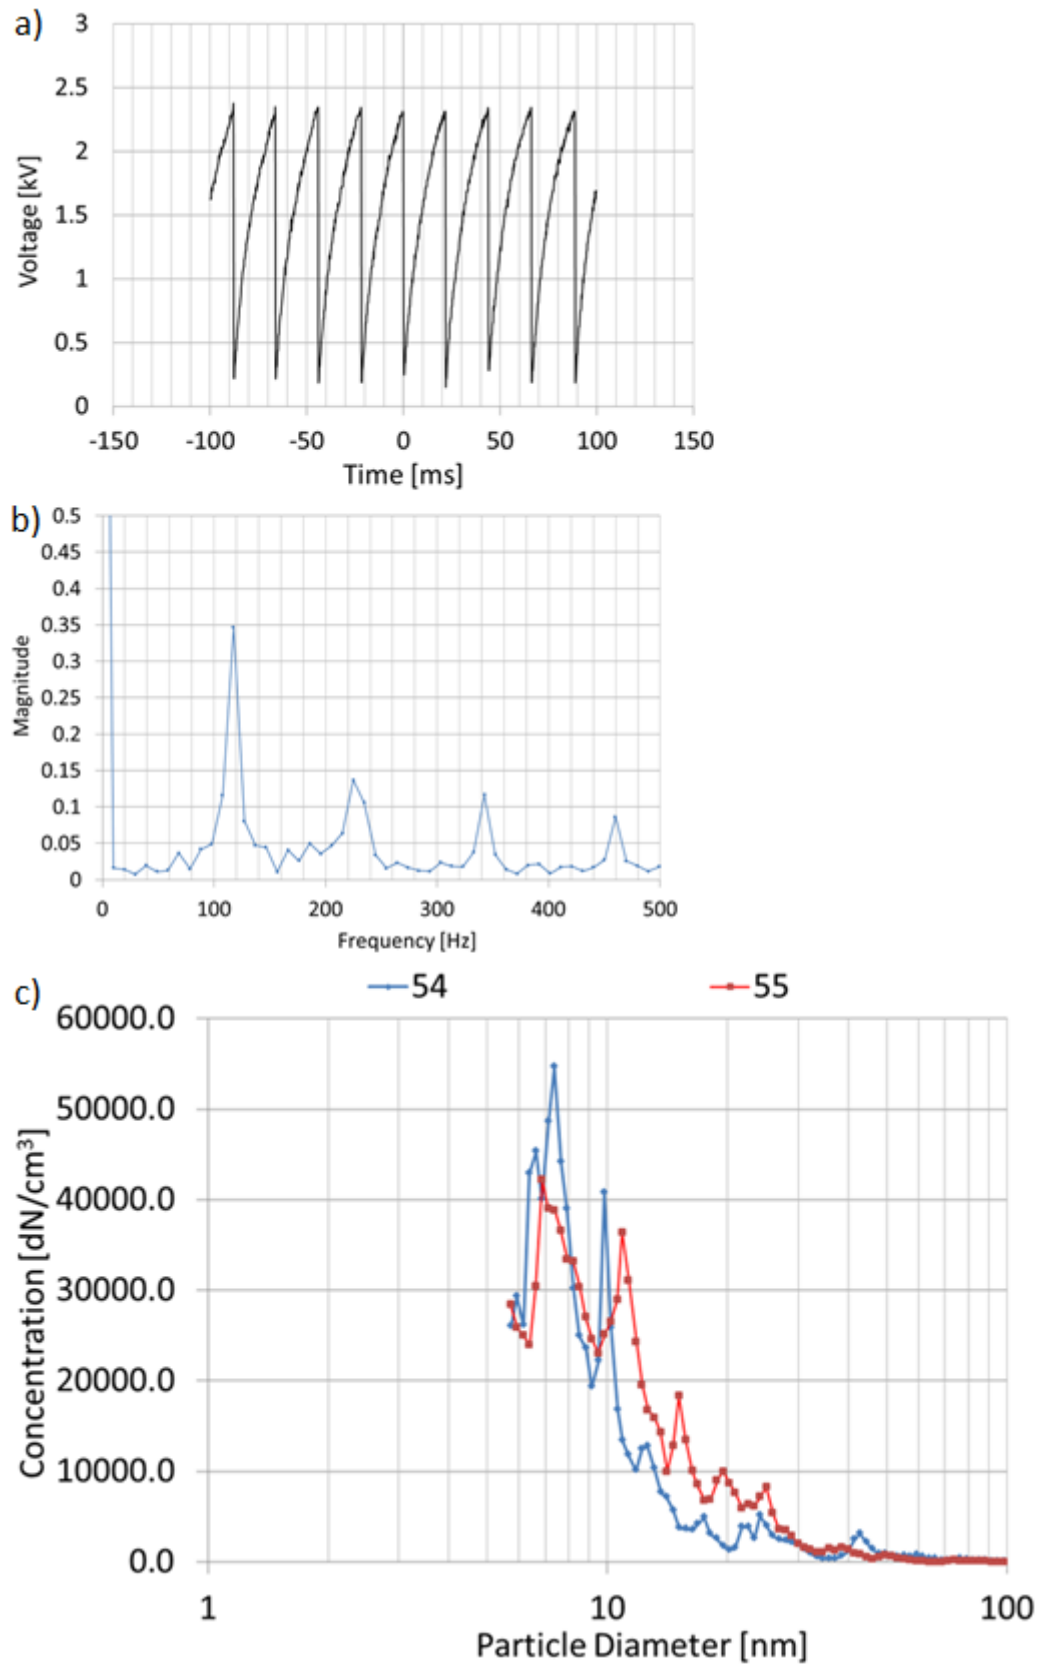 a)
3
2.5
2
1.5
1
0.5
0
Voltage [kV]
-150 -100 -50 0 50 100 150
Time [ms]
b)
0.5
0.45
0.4
0.35
0.3
0.25
0.2
0.15
0.1
0.05
0
Magnitude
0 100 200 300 400 500
Frequency [Hz]
c)
54 55
60000.0
50000.0
40000.0
30000.0
20000.0
10000.0
0.0
Concentration [dN/cm³]
1 10 100
Particle Diameter [nm]